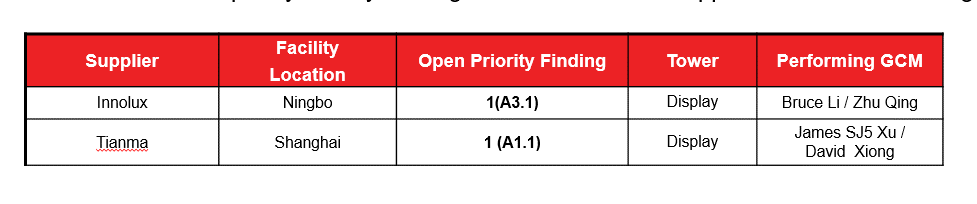 Supplier
Facility
Location
Open Priority Finding
Tower
Performing GCM
Innolux
Ningbo
1(A3.1)
Display
Bruce Li / Zhu Qing
Tianma
Shanghai
1 (A1.1)
Display
James SJ5 Xu /
David Xiong